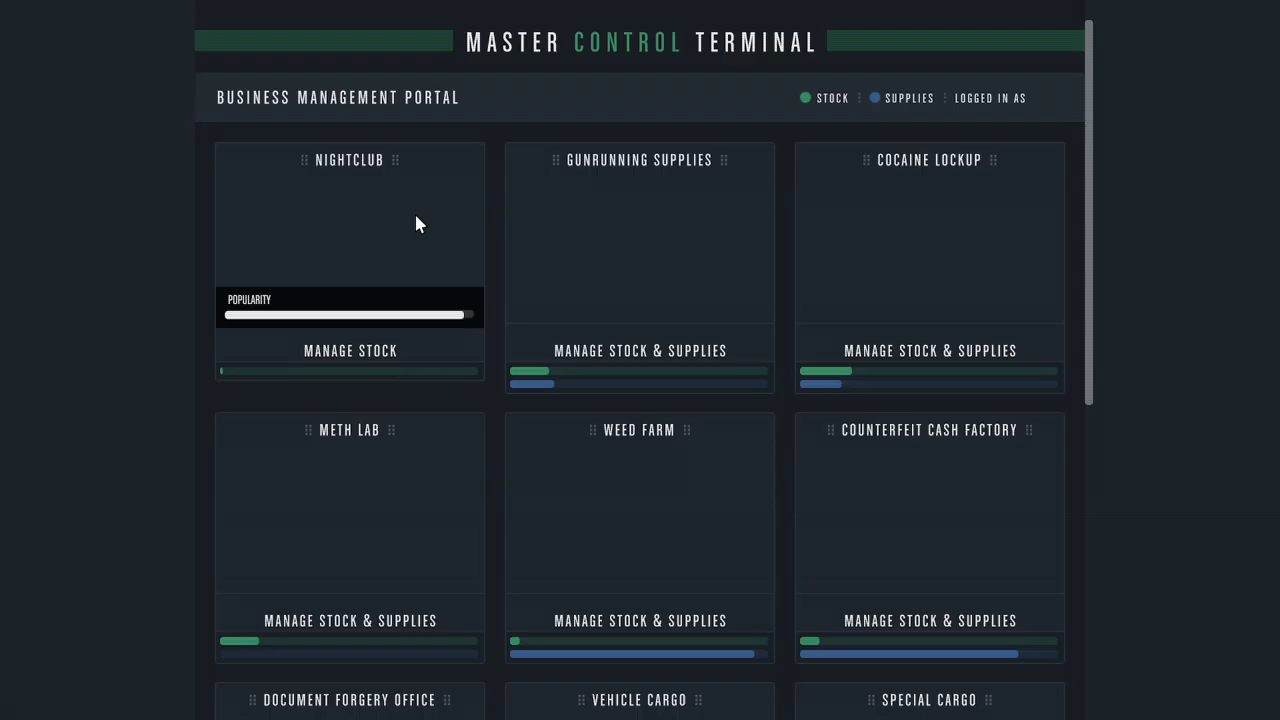 MASTER CONTROL TERMINAL
BUSINESS MANAGEMENT PORTAL
STOCK
SUPPLIES
LOGGED IN AS
NIGHTCLUB
GUNRUNNING SUPPLIES
COCAINE LOCKUP
POPULARITY
MANAGE STOCK
MANAGE STOCK & SUPPLIES
MANAGE STOCK & SUPPLIES
METH LAB
WEED FARM
COUNTERFEIT CASH FACTORY
MANAGE STOCK & SUPPLIES
MANAGE STOCK & SUPPLIES
MANAGE STOCK & SUPPLIES
DOCUMENT FORGERY OFFICE
VEHICLE CARGO
SPECIAL CARGO